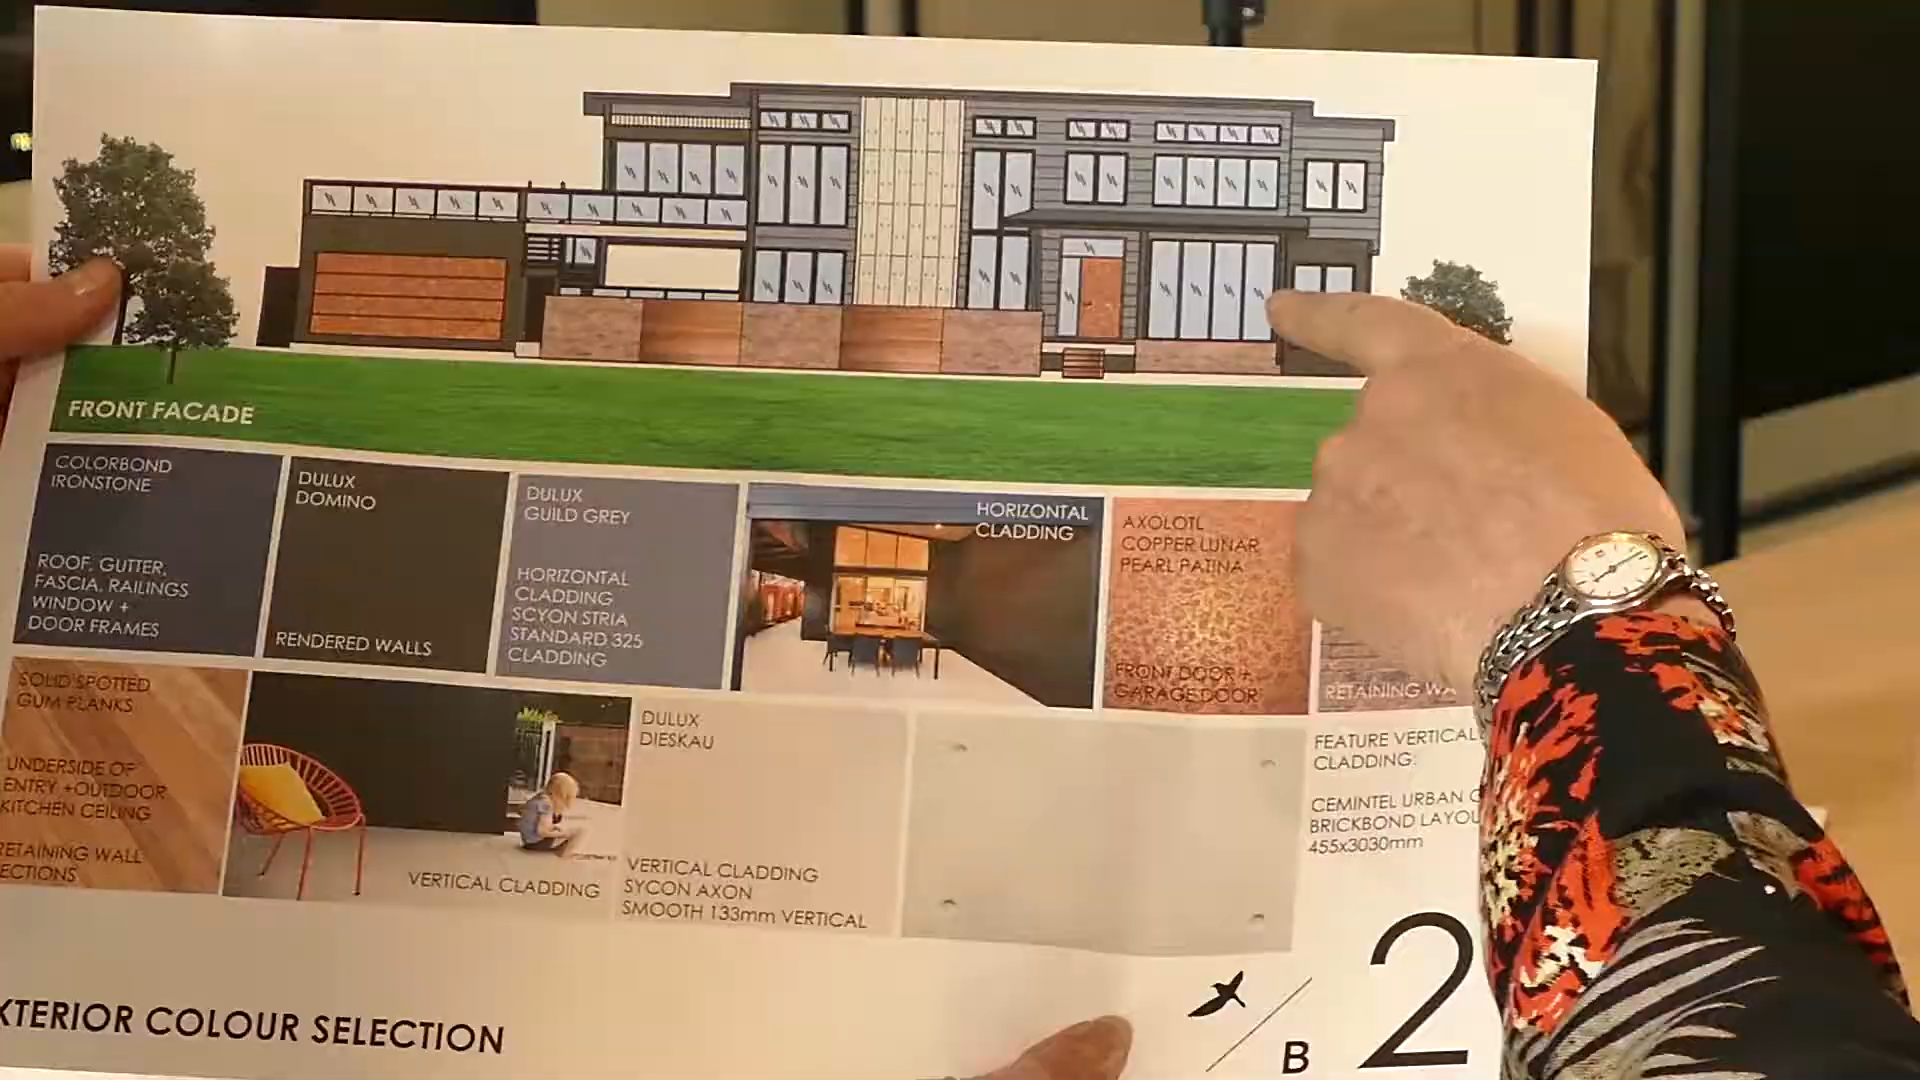 FRONT FACADE
COLORBOND
IRONSTONE
ROOF, GUTTER,
FASCIA, RAILINGS
WINDOW +
DOOR FRAMES
DULUX
DOMINO
RENDERED WALLS
DULUX
GUILD GREY
HORIZONTAL
CLADDING
SCYON STRIA
STANDARD 325
CLADDING
HORIZONTAL
CLADDING
AXOLOTL
COPPER LUNAR
PEARL PATINA
FRONT DOOR +
GARAGE DOOR
RETAINING WA
SOLID SPOTTED
GUM PLANKS
UNDERSIDE OF
ENTRY +OUTDOOR
KITCHEN CEILING
RETAINING WALL
ECTIONS
VERTICAL CLADDING
DULUX
DIESKAU
VERTICAL CLADDING
SYCON AXON
SMOOTH 133mm VERTICAL
FEATURE VERTICAL
CLADDING:
CEMINTEL URBAN
BRICKBOND LAYOU
455x3030mm
XTERIOR COLOUR SELECTION
B 2